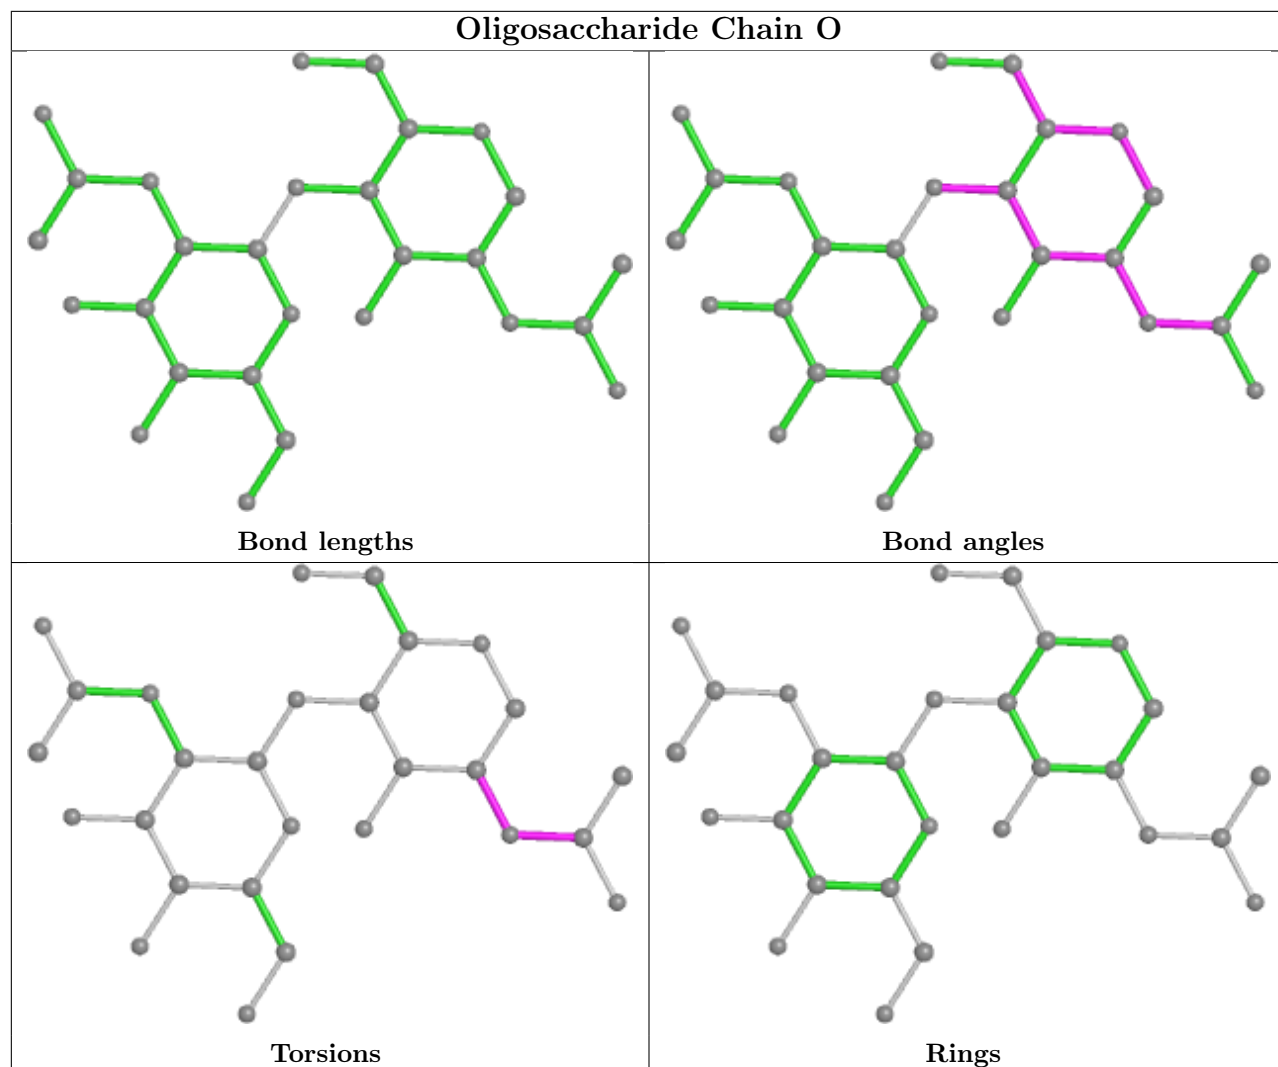 Oligosaccharide Chain O
Bond lengths
Bond angles
Torsions
Rings